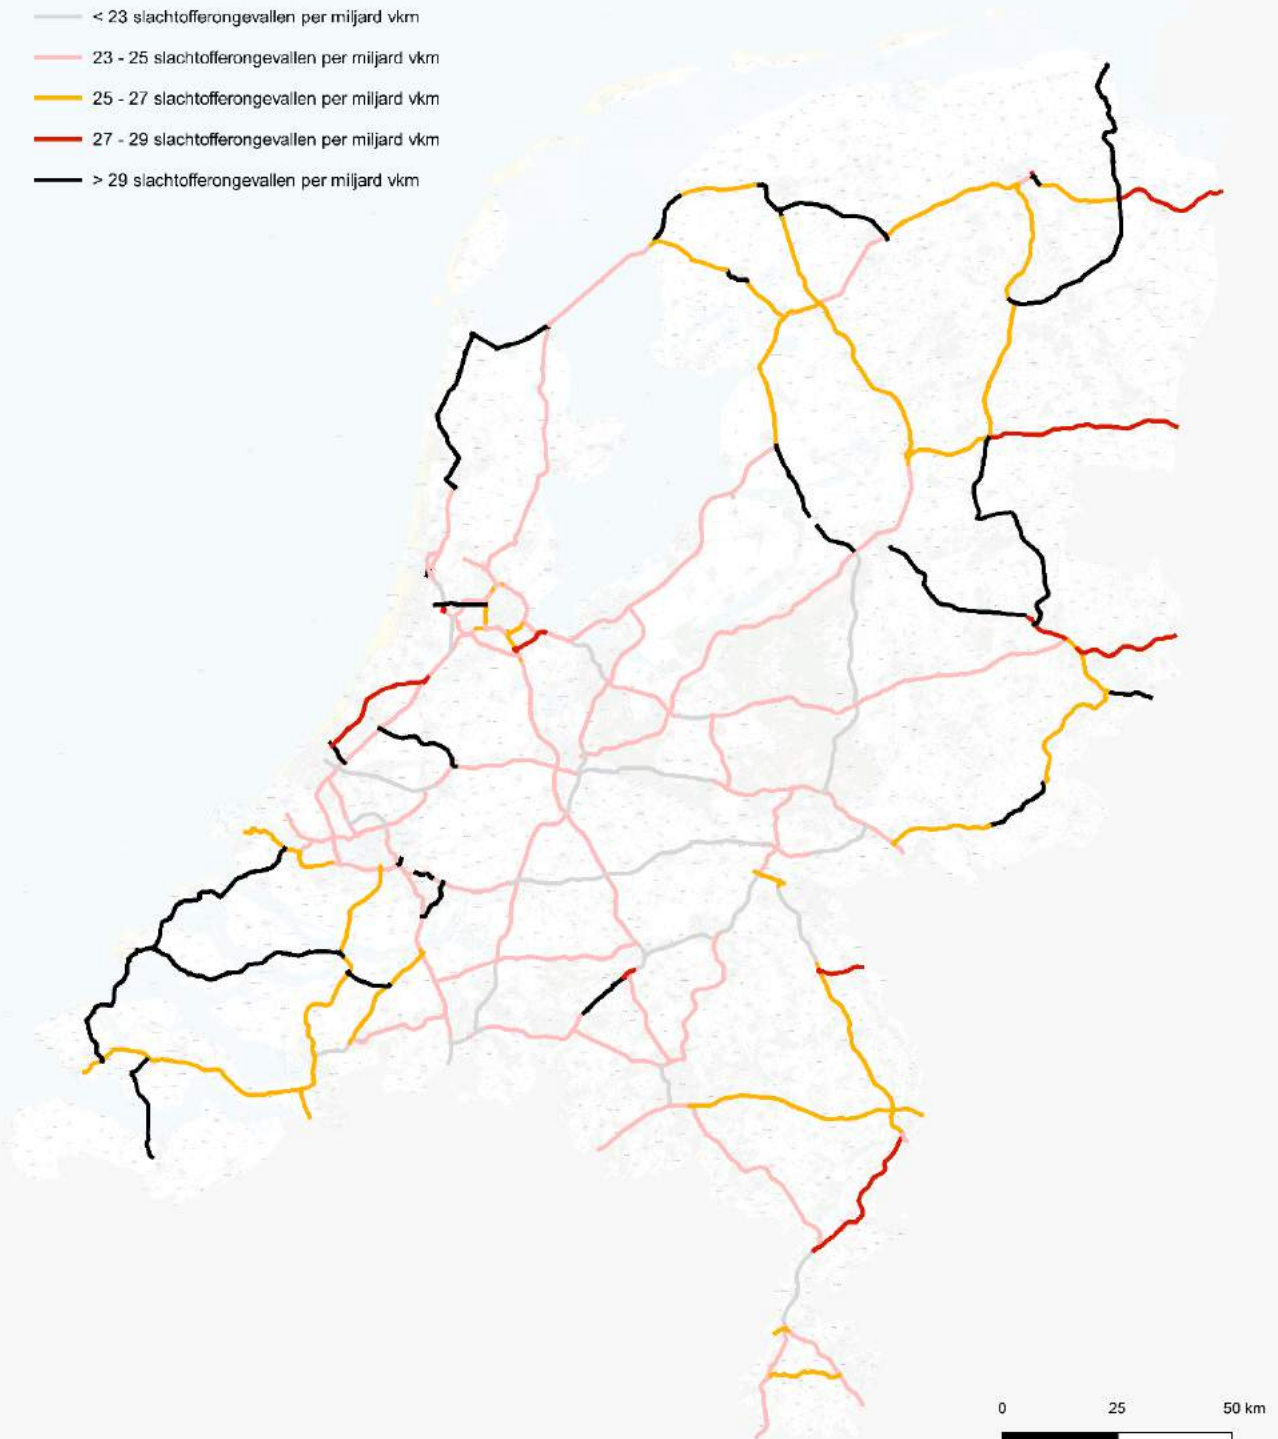 < 23 slachtofferongevallen per miljard vkm
23 - 25 slachtofferongevallen per miljard vkm
25 - 27 slachtofferongevallen per miljard vkm
27 - 29 slachtofferongevallen per miljard vkm
> 29 slachtofferongevallen per miljard vkm
0 25 50 km